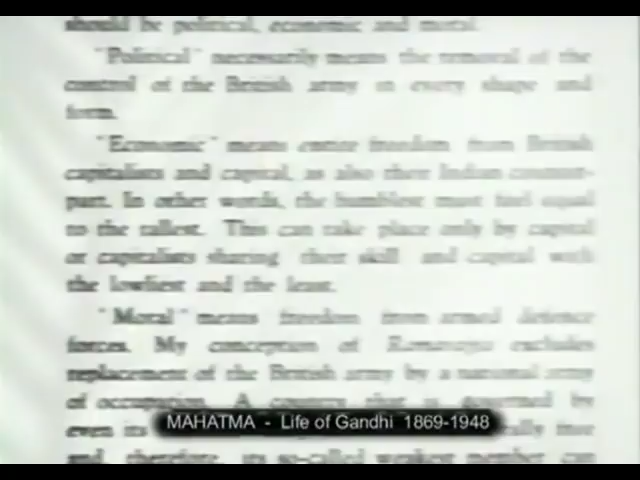 should be political, economic and moral.
"Political" necessarily means the removal of the
control of the British army in every shape and
form.
"Economic" means entire freedom from British
capitalists and capital, as also their Indian counter-
part. In other words, the humblest must feel equal
to the tallest. This can take place only by capital
or capitalists sharing their skill and capital with
the lowliest and the least.
"Moral" means freedom from armed defence
forces. My conception of Ramarajya excludes
replacement of the British army by a national army
of occupation. A country that is governed by
even its
and, therefore, its so-called weakest member can
MAHATMA - Life of Gandhi 1869-1948